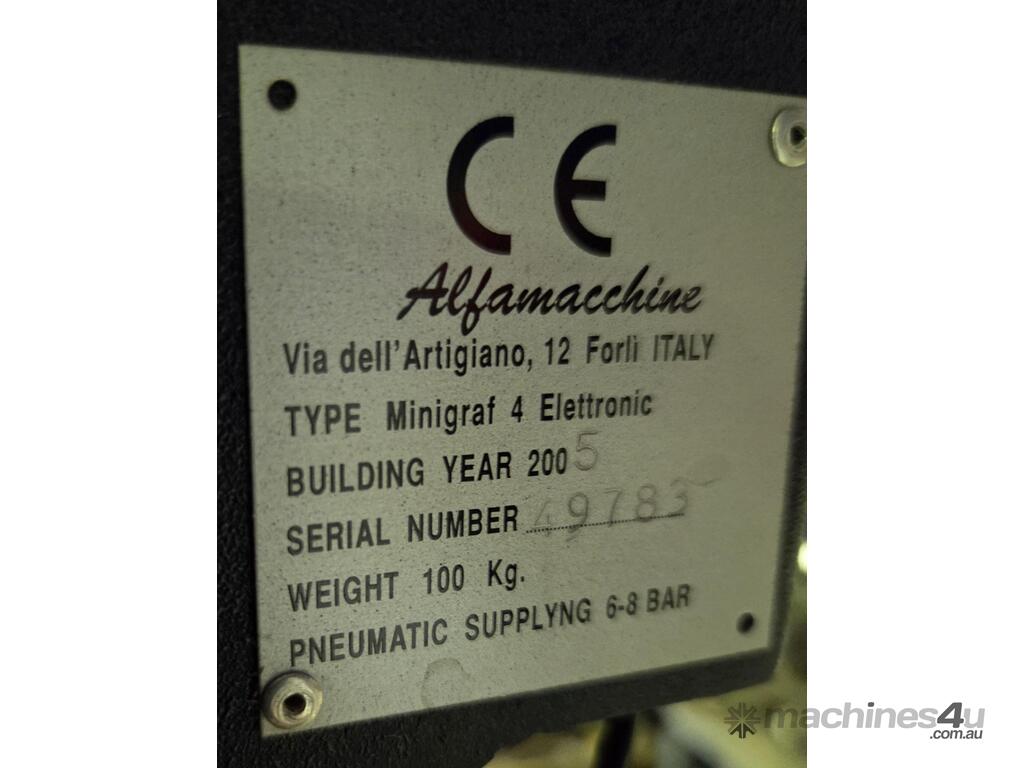 CE
Alfamacchine
Via dell'Artigiano, 12 Forlì ITALY
TYPE Minigraf 4 Elettronic
BUILDING YEAR 2005
SERIAL NUMBER 49783
WEIGHT 100 Kg.
PNEUMATIC SUPPLYNG 6-8 BAR
machines4u
.com.au